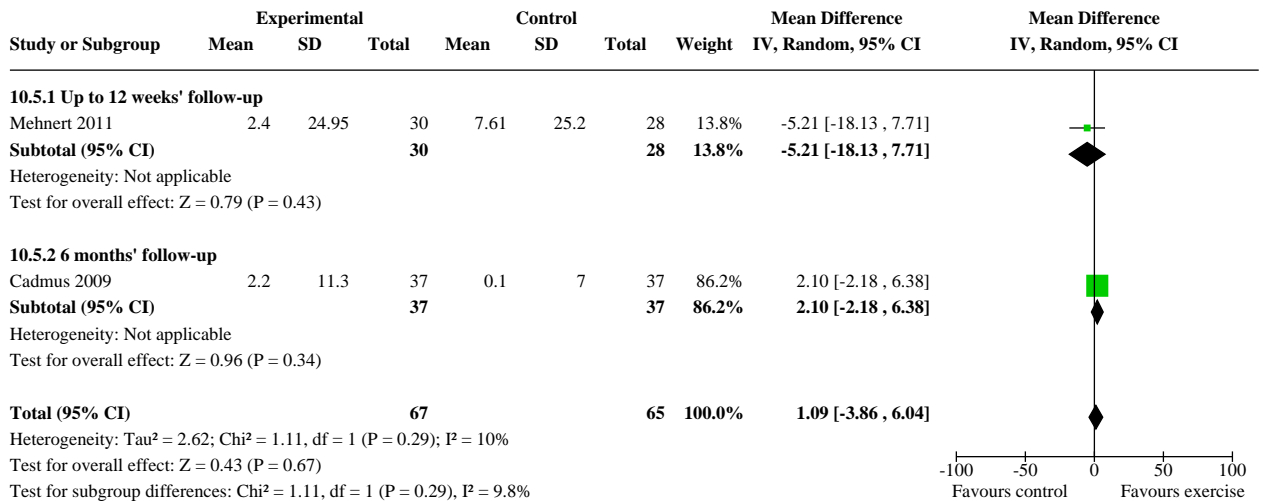 Experimental Control Mean Difference Mean Difference
Study or Subgroup Mean SD Total Mean SD Total Weight IV, Random, 95% CI IV, Random, 95% CI
10.5.1 Up to 12 weeks' follow-up
Mehnert 2011 2.4 24.95 30 7.61 25.2 28 13.8% -5.21 [-18.13 , 7.71]
Subtotal (95% CI) 30 28 13.8% -5.21 [-18.13 , 7.71]
Heterogeneity: Not applicable
Test for overall effect: Z = 0.79 (P = 0.43)
10.5.2 6 months' follow-up
Cadmus 2009 2.2 11.3 37 0.1 7 37 86.2% 2.10 [-2.18 , 6.38]
Subtotal (95% CI) 37 37 86.2% 2.10 [-2.18 , 6.38]
Heterogeneity: Not applicable
Test for overall effect: Z = 0.96 (P = 0.34)
Total (95% CI) 67 65 100.0% 1.09 [-3.86 , 6.04]
Heterogeneity: Tau² = 2.62; Chi² = 1.11, df = 1 (P = 0.29); I² = 10%
Test for overall effect: Z = 0.43 (P = 0.67)
Test for subgroup differences: Chi² = 1.11, df = 1 (P = 0.29), I² = 9.8%
-100 -50 0 50 100
Favours control Favours exercise